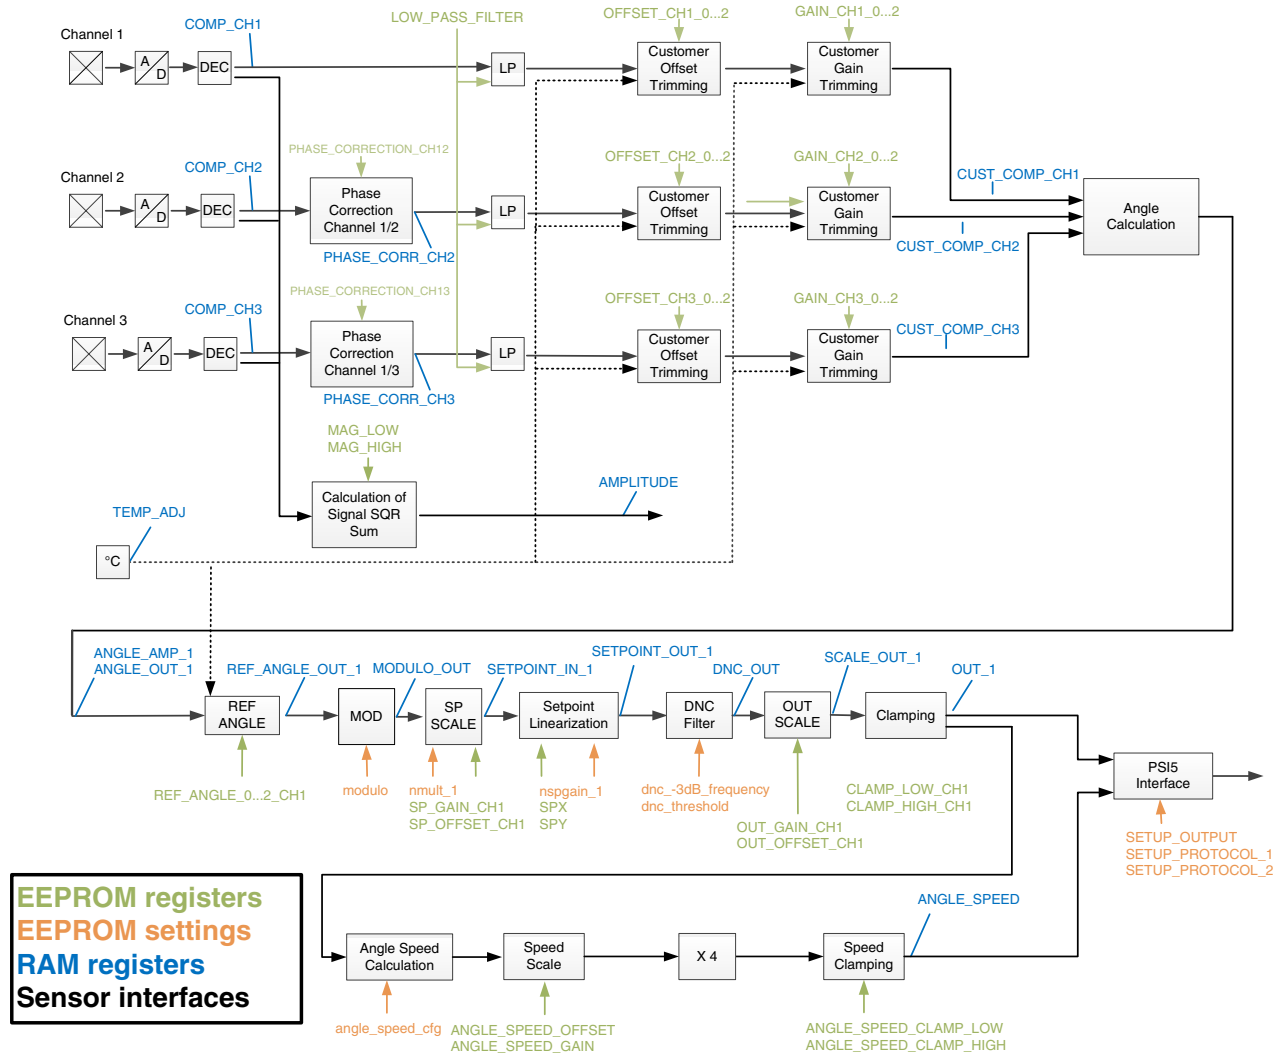 LOW_PASS_FILTER
OFFSET_CH1_0...2
GAIN_CH1_0...2
COMP_CH1
Channel 1
A
D
DEC
LP
Customer
Offset
Trimming
Customer
Gain
Trimming
PHASE_CORRECTION_CH12
OFFSET_CH2_0...2
GAIN_CH2_0...2
COMP_CH2
Channel 2
A
D
DEC
Phase
Correction
Channel 1/2
LP
Customer
Offset
Trimming
Customer
Gain
Trimming
CUST_COMP_CH1
Angle
Calculation
CUST_COMP_CH2
PHASE_CORR_CH2
PHASE_CORRECTION_CH13
OFFSET_CH3_0...2
GAIN_CH3_0...2
COMP_CH3
Channel 3
A
D
DEC
Phase
Correction
Channel 1/3
LP
Customer
Offset
Trimming
Customer
Gain
Trimming
CUST_COMP_CH3
PHASE_CORR_CH3
MAG_LOW
MAG_HIGH
Calculation of
Signal SQR
Sum
AMPLITUDE
TEMP_ADJ
°C
ANGLE_AMP_1
ANGLE_OUT_1
REF_ANGLE_OUT_1
MODULO_OUT
SETPOINT_IN_1
SETPOINT_OUT_1
DNC_OUT
SCALE_OUT_1
OUT_1
REF
ANGLE
MOD
SP
SCALE
Setpoint
Linearization
DNC
Filter
OUT
SCALE
Clamping
PSI5
Interface
REF_ANGLE_0...2_CH1
modulo
nmult_1
SP_GAIN_CH1
SP_OFFSET_CH1
nspgain_1
SPX
SPY
dnc_-3dB_frequency
dnc_threshold
OUT_GAIN_CH1
OUT_OFFSET_CH1
CLAMP_LOW_CH1
CLAMP_HIGH_CH1
SETUP_OUTPUT
SETUP_PROTOCOL_1
SETUP_PROTOCOL_2
EEPROM registers
EEPROM settings
RAM registers
Sensor interfaces
ANGLE_SPEED
Angle Speed
Calculation
Speed
Scale
X 4
Speed
Clamping
angle_speed_cfg
ANGLE_SPEED_OFFSET
ANGLE_SPEED_GAIN
ANGLE_SPEED_CLAMP_LOW
ANGLE_SPEED_CLAMP_HIGH